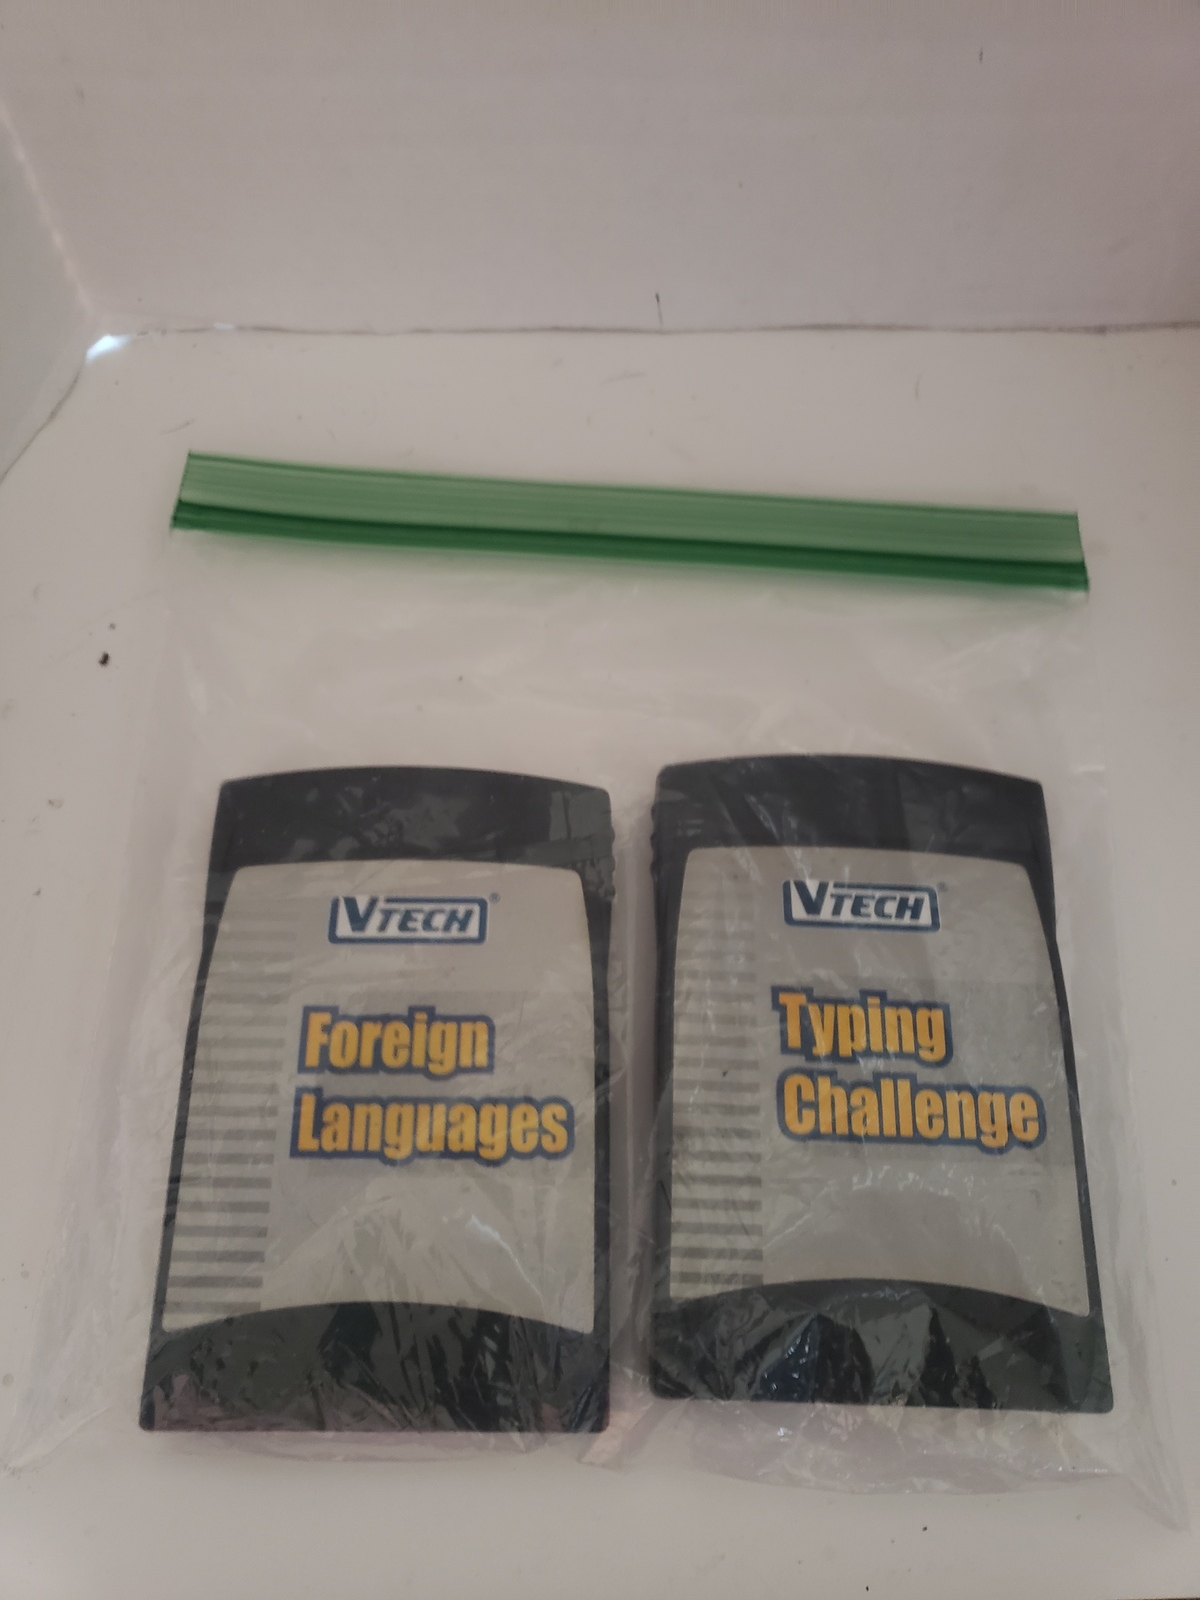 VTECH®
Foreign
Languages
VTECH®
Typing
Challenge